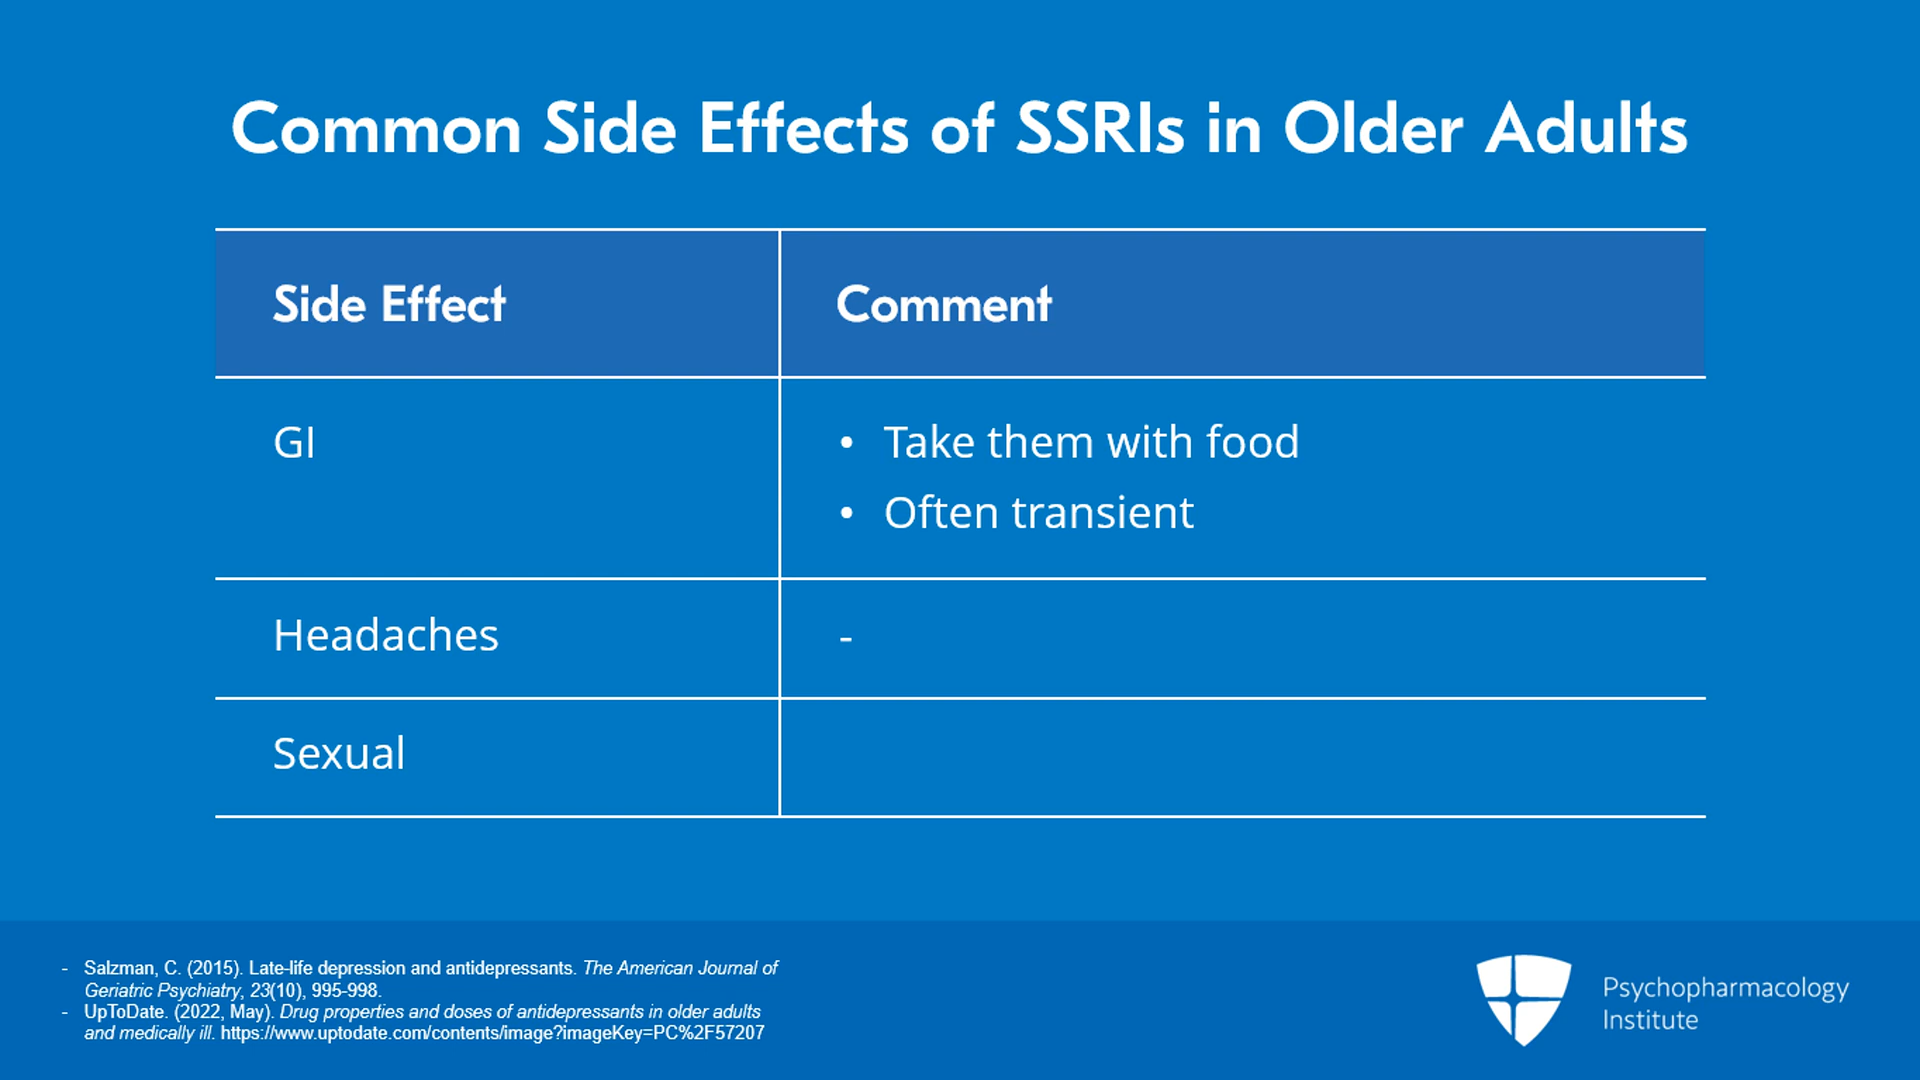 Common Side Effects of SSRIs in Older Adults
Side Effect
Comment
GI
• Take them with food
• Often transient
Headaches
-
Sexual
- Salzman, C. (2015). Late-life depression and antidepressants. The American Journal of
Geriatric Psychiatry, 23(10), 995-998.
- UpToDate. (2022, May). Drug properties and doses of antidepressants in older adults
and medically ill. https://www.uptodate.com/contents/image?imageKey=PC%2F57207
Psychopharmacology
Institute